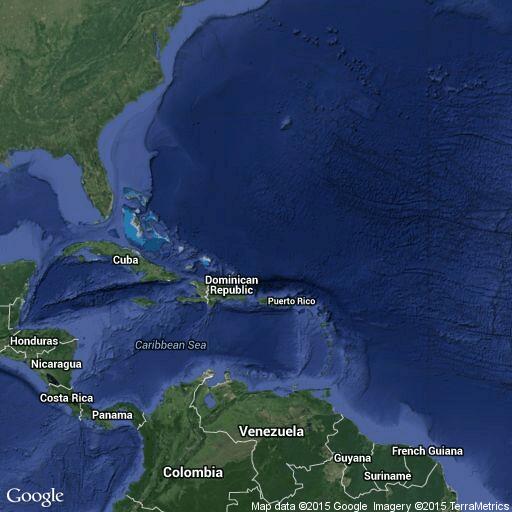 Cuba
Dominican
Republic
Puerto Rico
Honduras
Caribbean Sea
Nicaragua
Costa Rica
Panama
Venezuela
French Guiana
Guyana
Colombia
Suriname
Google
Map data ©2015 Google Imagery ©2015 TerraMetrics